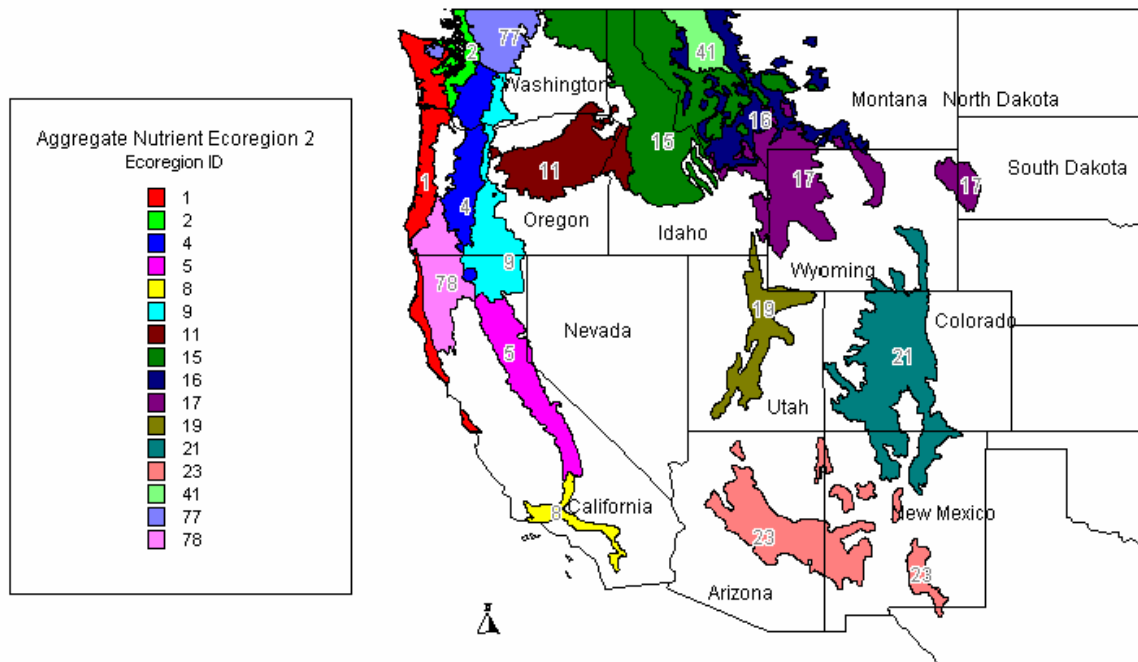 Aggregate Nutrient Ecoregion 2
Ecoregion ID
1
2
4
5
8
9
11
15
16
17
19
21
23
41
77
78
2
77
41
Washington
Montana
North Dakota
16
15
11
1
4
17
17
South Dakota
Oregon
Idaho
9
Wyoming
78
19
Colorado
Nevada
5
21
Utah
8
California
New Mexico
23
23
Arizona